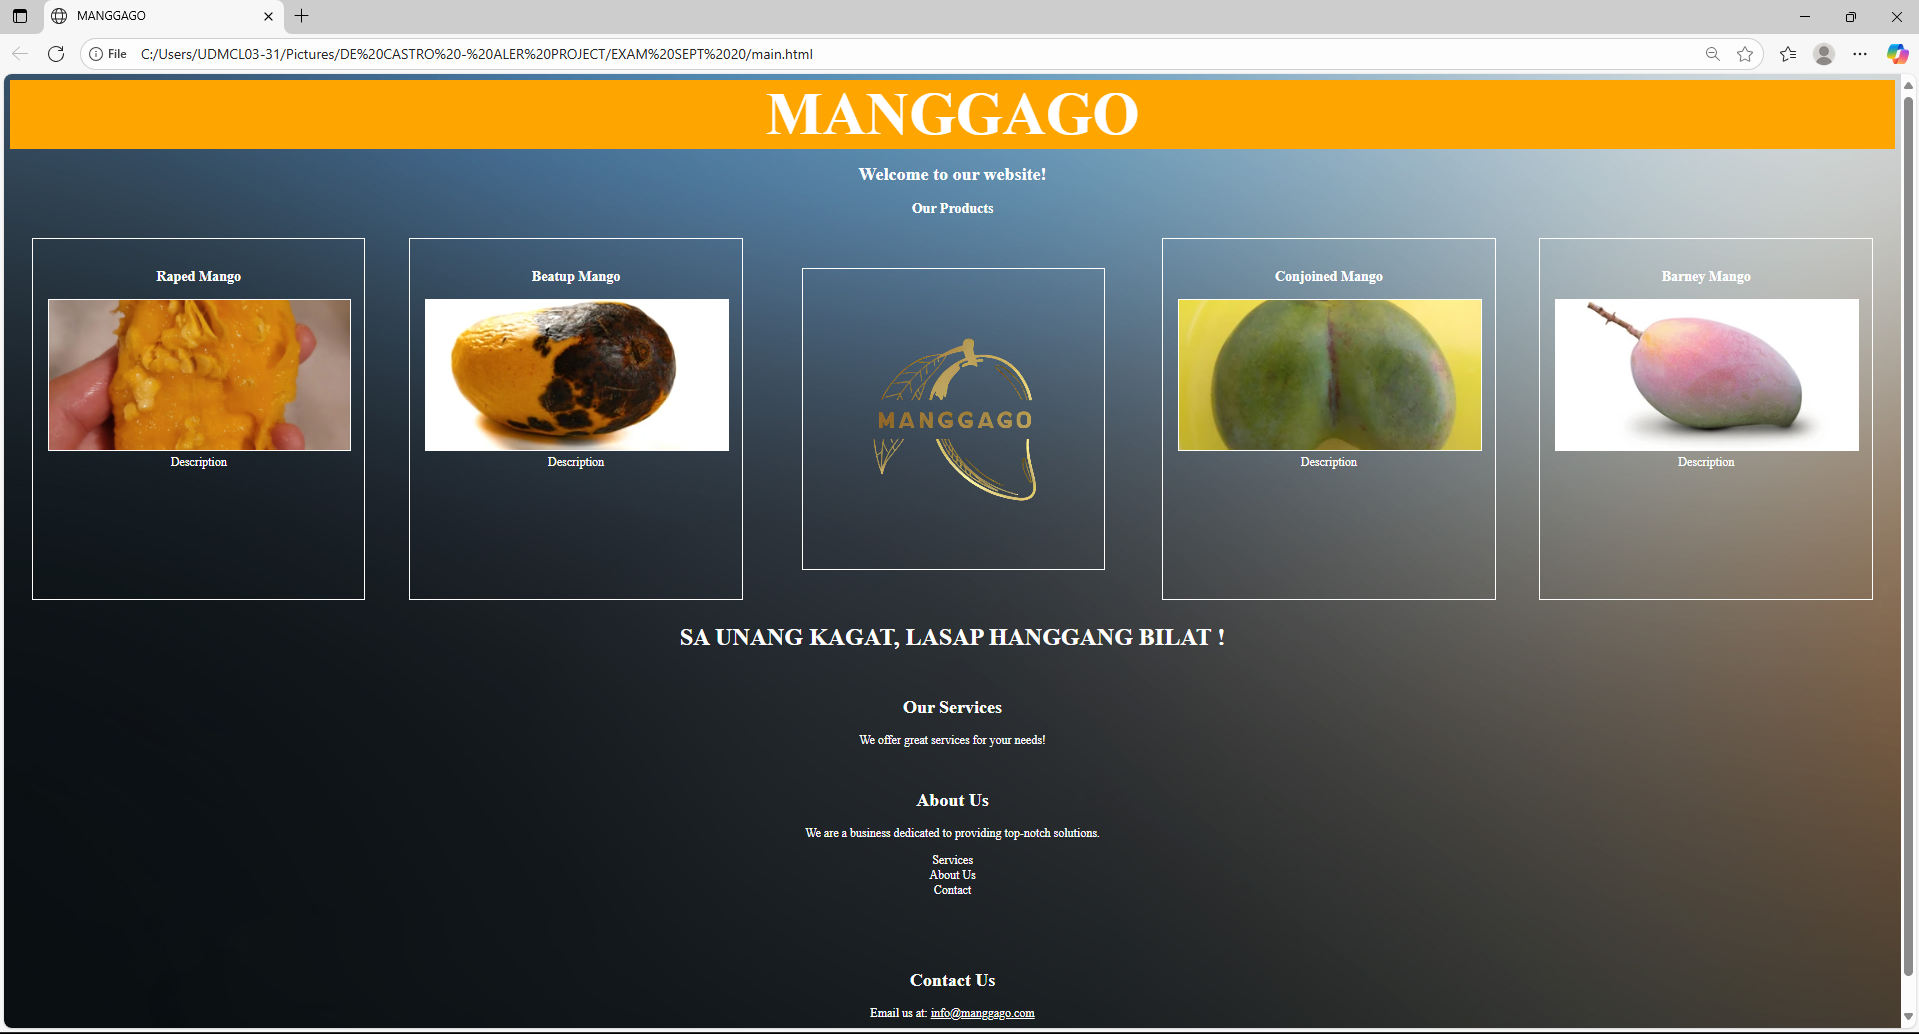 MANGGAGO
File
C:/Users/UDMCL03-31/Pictures/DE%20CASTRO%20-%20ALER%20PROJECT/EXAM%20SEPT%2020/main.html
MANGGAGO
Welcome to our website!
Our Products
Raped Mango
Description
Beatup Mango
Description
MANGGAGO
Conjoined Mango
Description
Barney Mango
Description
SA UNANG KAGAT, LASAP HANGGANG BILAT !
Our Services
We offer great services for your needs!
About Us
We are a business dedicated to providing top-notch solutions.
Services
About Us
Contact
Contact Us
Email us at: info@manggago.com